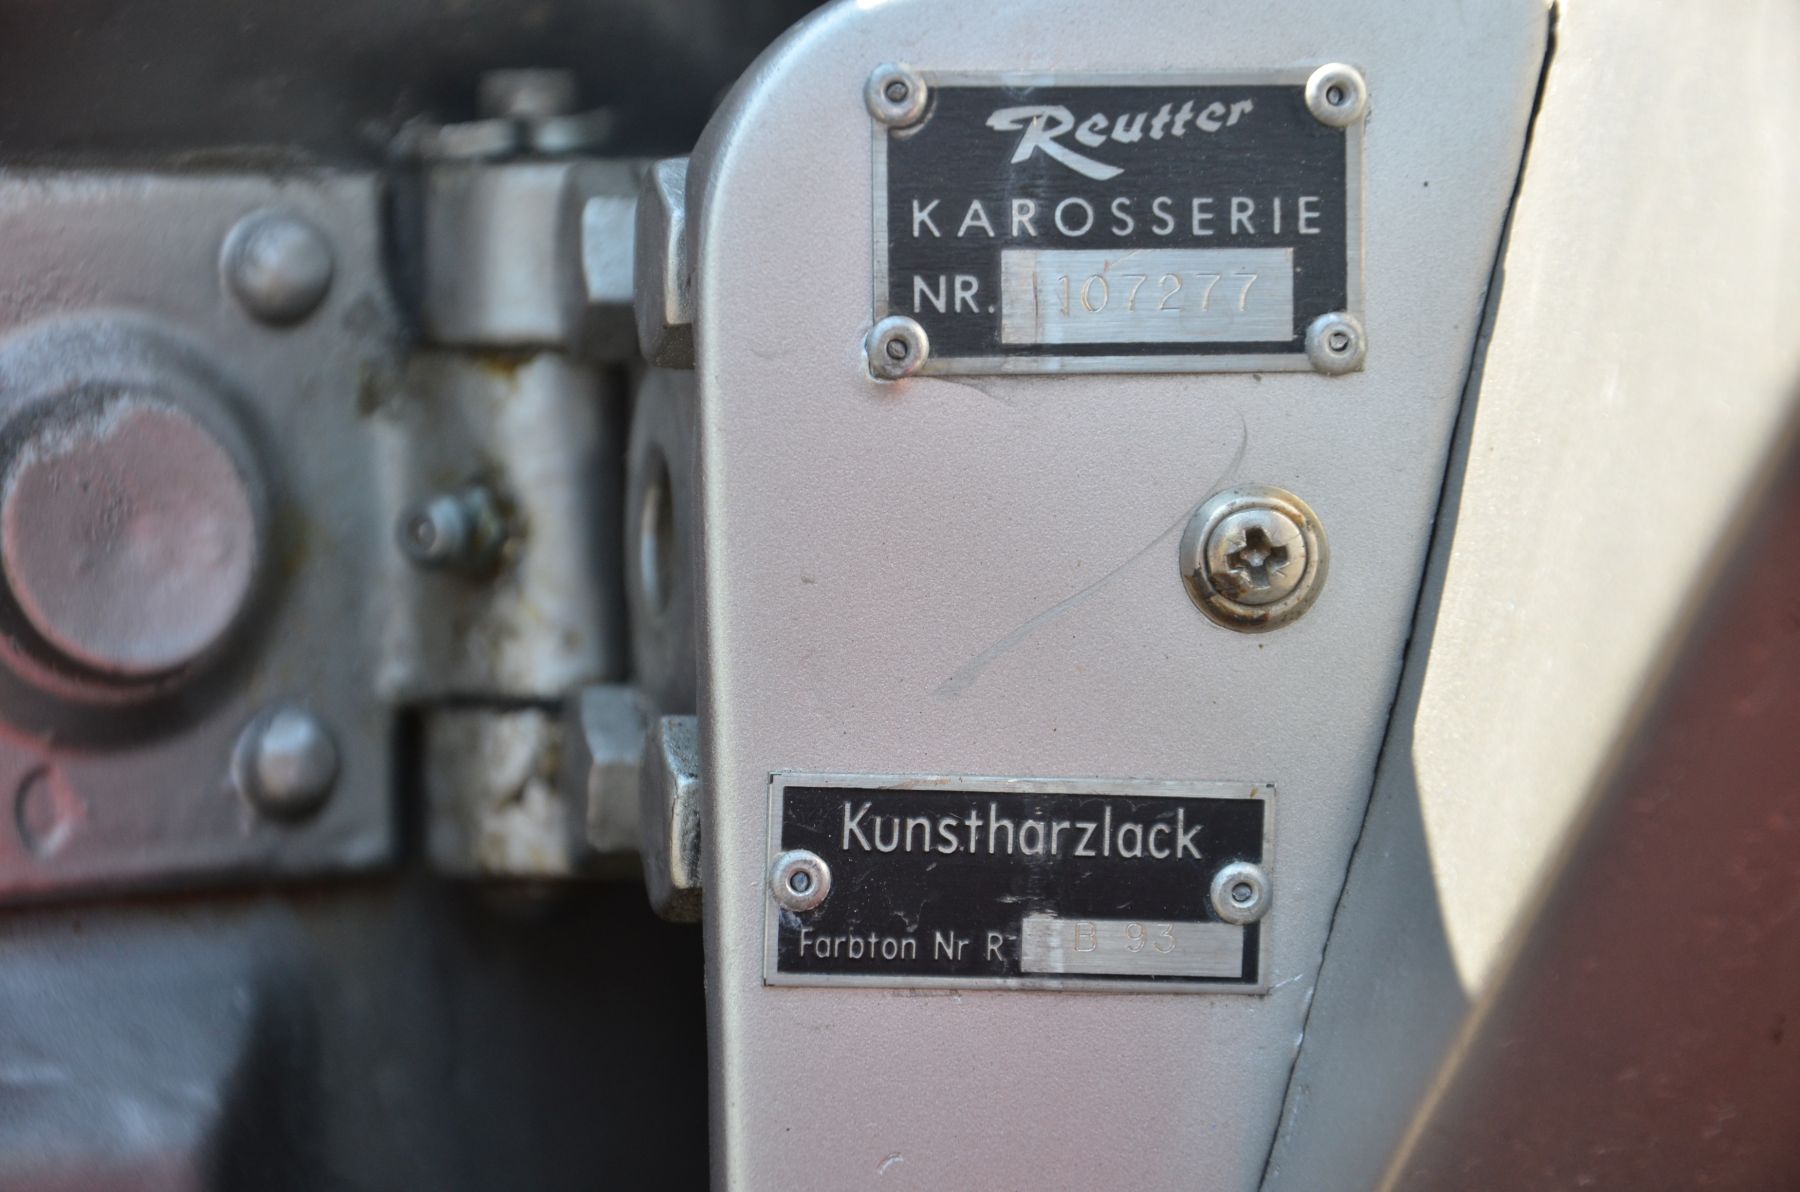 Reutter
KAROSSERIE
NR. 107277
Kunstharzlack
Farbton Nr R B 93